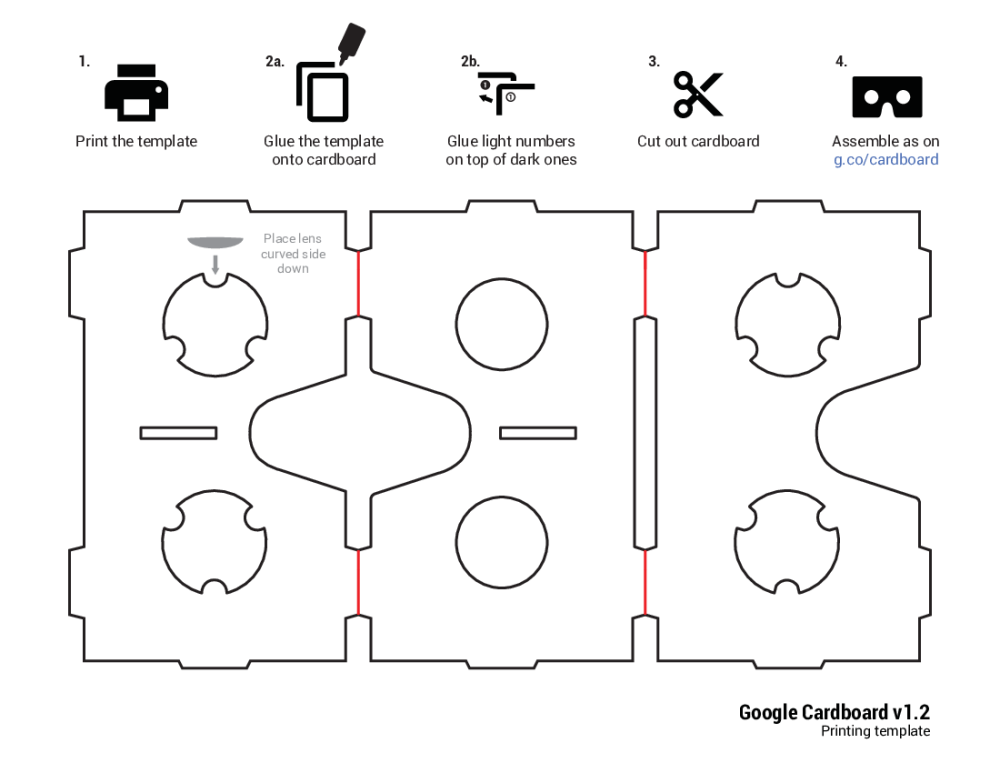 1.
Print the template
2a.
Glue the template
onto cardboard
2b.
1
1
Glue light numbers
on top of dark ones
3.
Cut out cardboard
4.
Assemble as on
g.co/cardboard
Place lens
curved side
down
Google Cardboard v1.2
Printing template